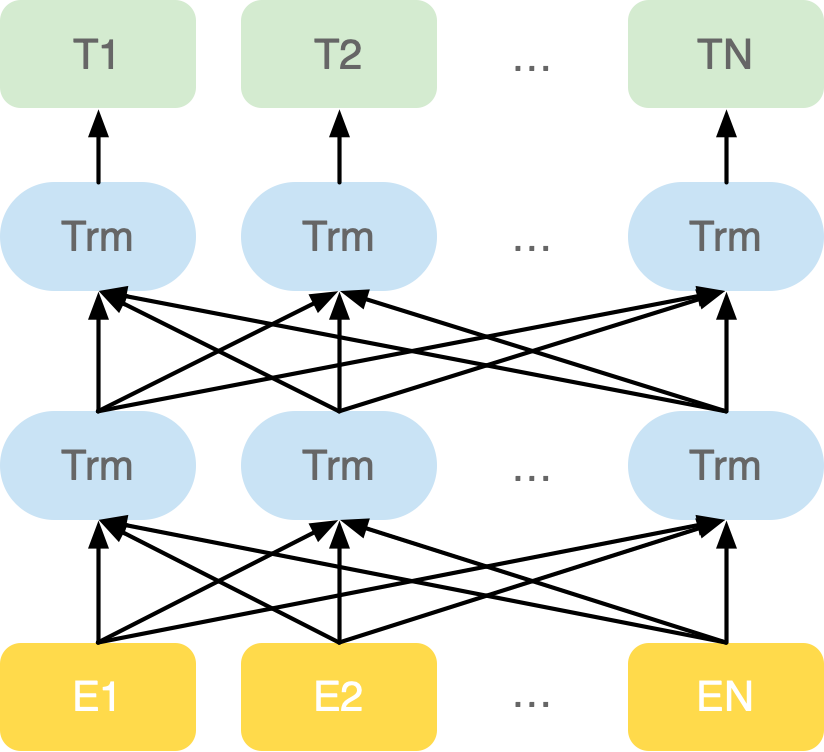 T1 T2 ... TN
Trm Trm ... Trm
Trm Trm ... Trm
E1 E2 ... EN